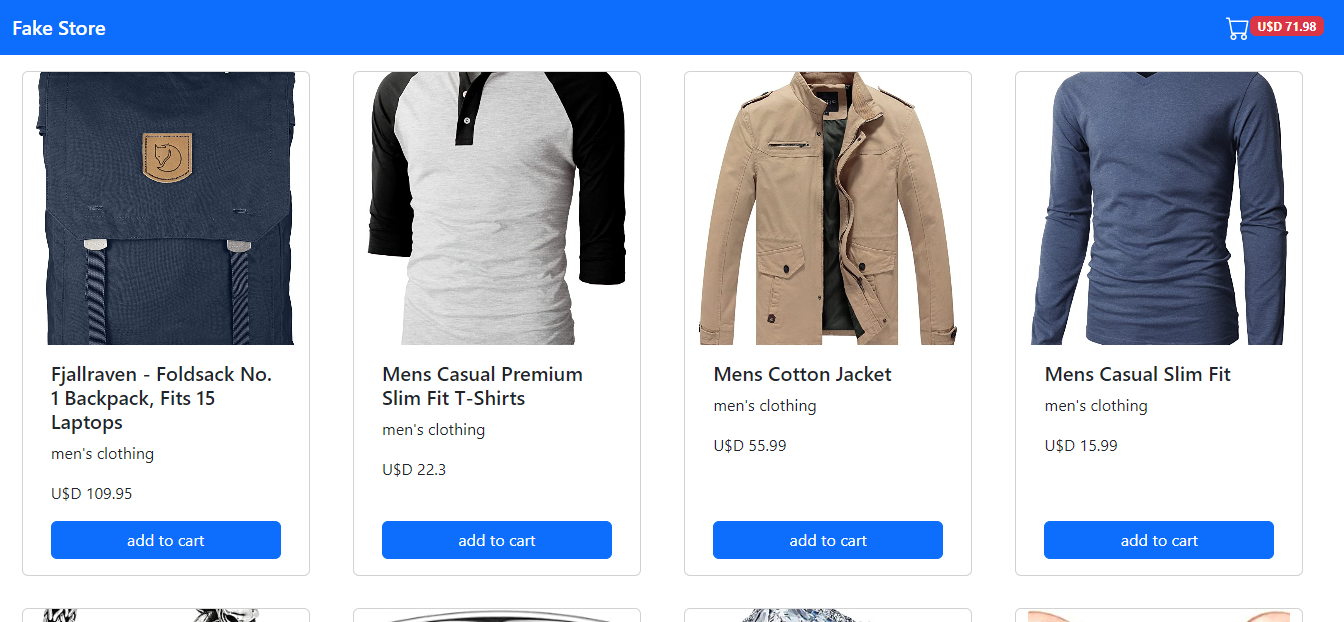 Fake Store
U$D 71.98
Fjallraven - Foldsack No.
1 Backpack, Fits 15
Laptops
men's clothing
U$D 109.95
add to cart
Mens Casual Premium
Slim Fit T-Shirts
men's clothing
U$D 22.3
add to cart
Mens Cotton Jacket
men's clothing
U$D 55.99
add to cart
Mens Casual Slim Fit
men's clothing
U$D 15.99
add to cart